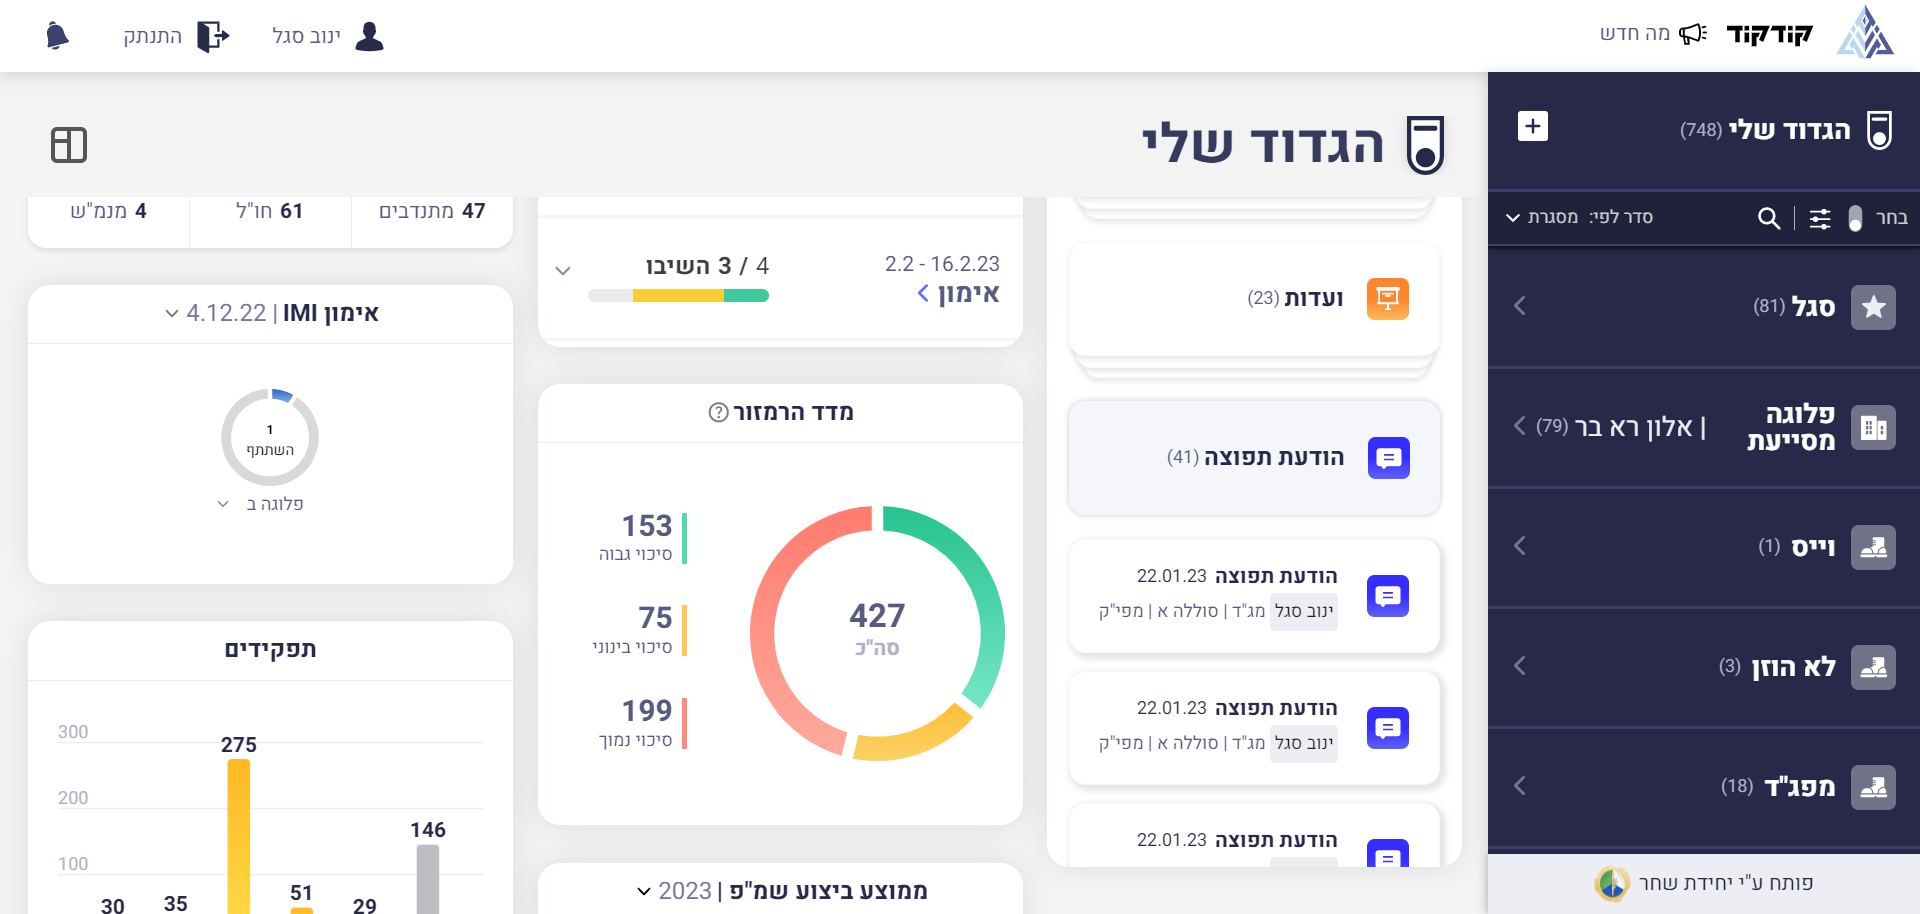 קודקוד
מה חדש
ינוב סגל
התנתק
הגדוד שלי (748)
בחר
סדר לפי: מסגרת
סגל (81)
פלוגה מסייעת | אלון רא בר (79)
וייס (1)
לא הוזן (3)
מפג"ד (18)
פותח ע"י יחידת שחר
הגדוד שלי
ועדות (23)
הודעת תפוצה (41)
הודעת תפוצה 22.01.23
ינוב סגל מג"ד | סוללה א | מפי"ק
הודעת תפוצה 22.01.23
ינוב סגל מג"ד | סוללה א | מפי"ק
הודעת תפוצה 22.01.23
2.2 - 16.2.23
אימון
4 / 3 השיבו
מדד הרמזור
?
427
סה"כ
153
סיכוי גבוה
75
סיכוי בינוני
199
סיכוי נמוך
ממוצע ביצוע שמ"פ | 2023
47 מתנדבים
61 חו"ל
4 מנמ"ש
אימון IMI | 4.12.22
1
השתתף
פלוגה ב
תפקידים
300
200
100
30
35
275
51
29
146